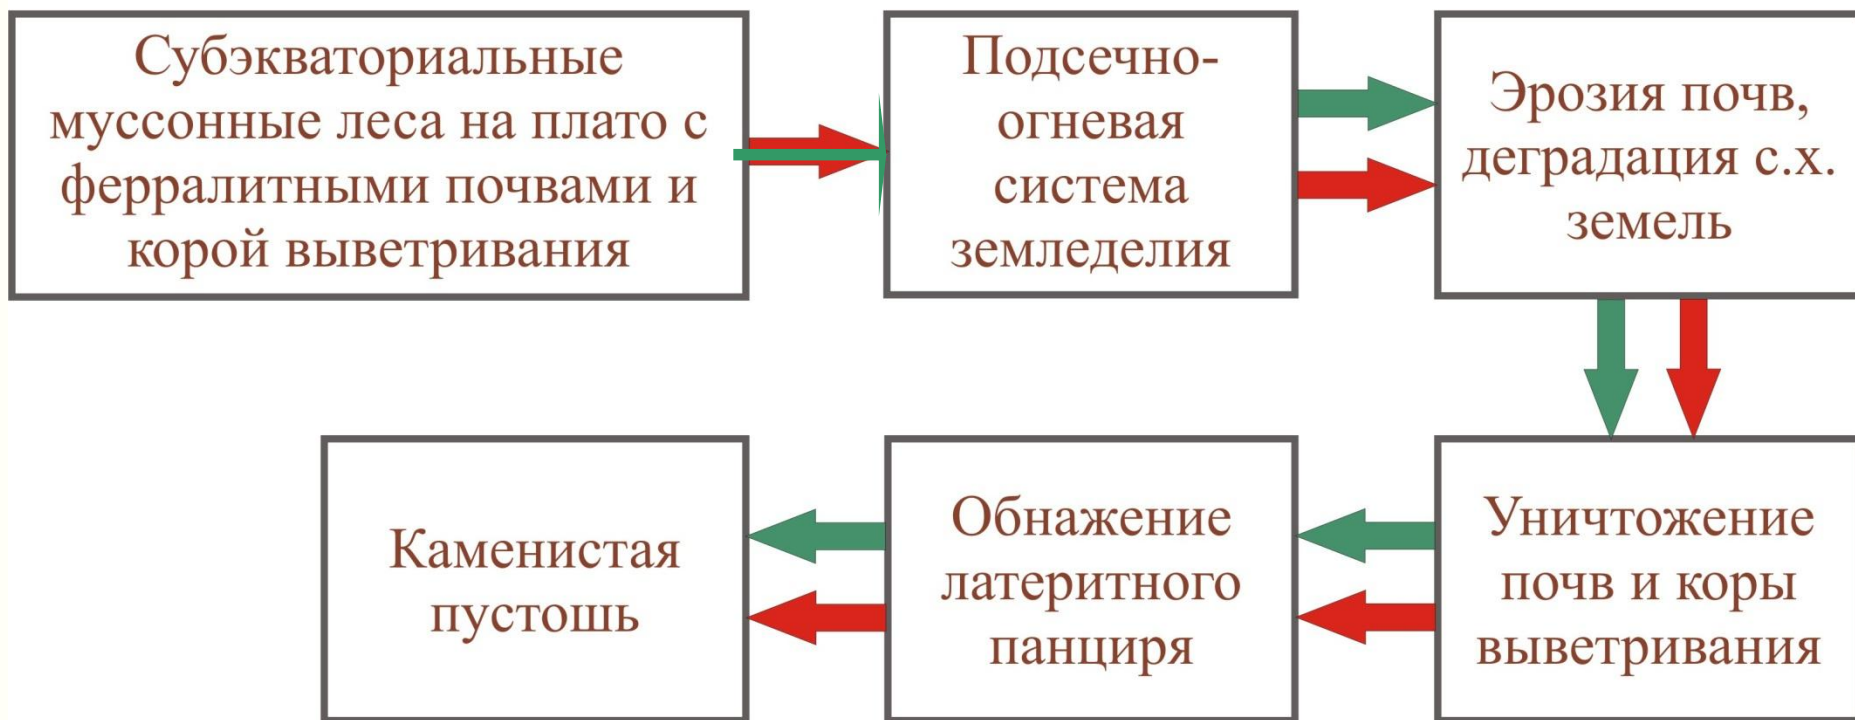 Субэкваториальные
муссонные леса на плато с
ферралитными почвами и
корой выветривания
Подсечно-
огневая
система
земледелия
Эрозия почв,
деградация с.х.
земель
Уничтожение
почв и коры
выветривания
Обнажение
латеритного
панциря
Каменистая
пустошь